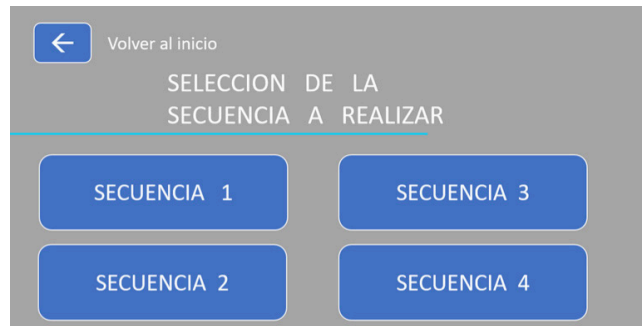 Volver al inicio
SELECCION DE LA
SECUENCIA A REALIZAR
SECUENCIA 1
SECUENCIA 3
SECUENCIA 2
SECUENCIA 4